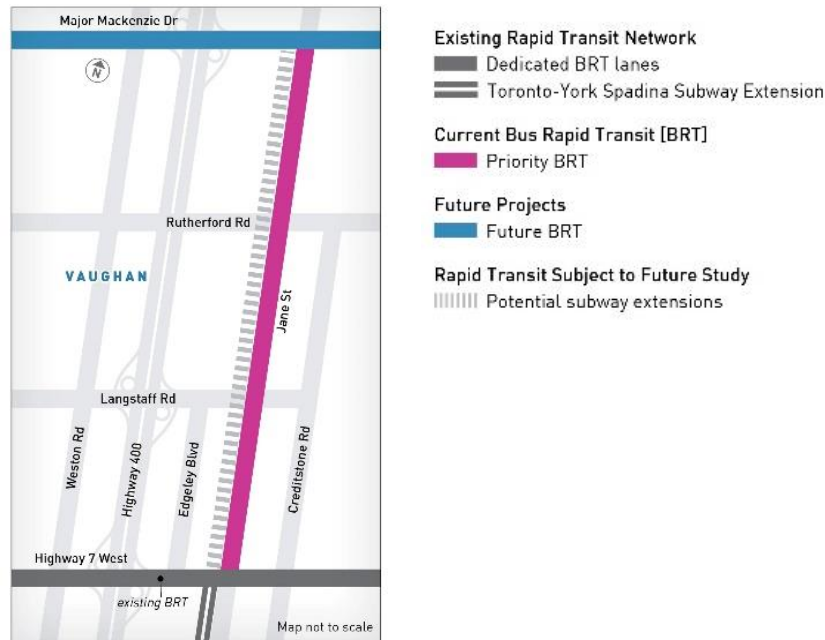 Major Mackenzie Dr
N
Rutherford Rd
VAUGHAN
Jane St
Langstaff Rd
Weston Rd
Highway 400
Edgeley Blvd
Creditstone Rd
Highway 7 West
existing BRT
Map not to scale
Existing Rapid Transit Network
Dedicated BRT lanes
Toronto-York Spadina Subway Extension
Current Bus Rapid Transit [BRT]
Priority BRT
Future Projects
Future BRT
Rapid Transit Subject to Future Study
Potential subway extensions